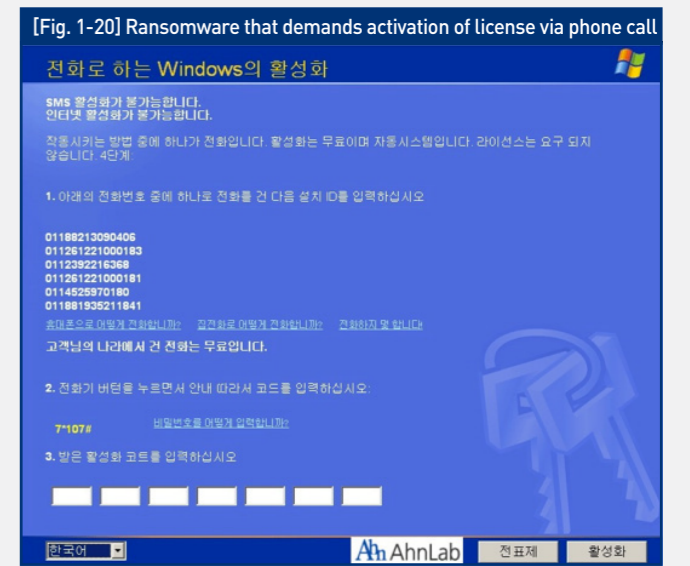 [Fig. 1-20] Ransomware that demands activation of license via phone call
전화로 하는 Windows의 활성화
SMS 활성화가 불가능합니다.
인터넷 활성화가 불가능합니다.
작동시키는 방법 중에 하나가 전화입니다. 활성화는 무료이며 자동시스템입니다. 라이선스는 요구 되지
않습니다. 4단계:
1. 아래의 전화번호 중에 하나로 전화를 건 다음 설치 ID를 입력하십시오
01188213090406
011261221000183
0112392216368
011261221000181
0114525970180
011881935211841
휴대폰으로 어떻게 전화합니까? 집전화로 어떻게 전화합니까? 전화하지 몇 합니다!
고객님의 나라에서 건 전화는 무료입니다.
2. 전화기 버턴을 누르면서 안내 따라서 코드를 입력하십시오:
7*107#
비밀번호를 어떻게 입력합니까?
3. 받은 활성화 코트를 입력하십시오
한국어
Ahn AhnLab
전표제
활성화